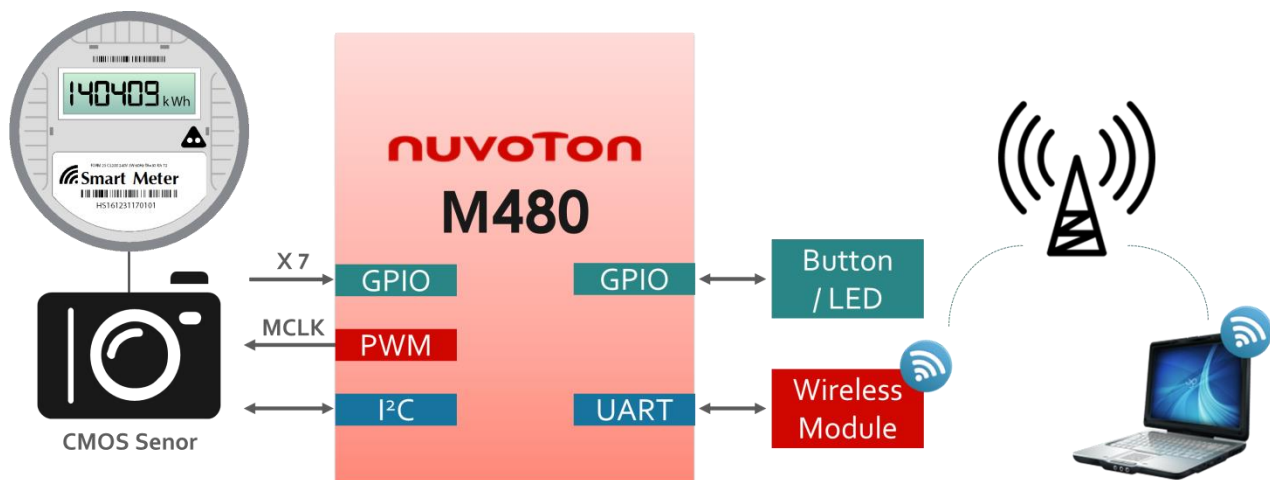 140409 kWh
Smart Meter
HS161231170101
CMOS Senor
X 7
MCLK
nuvoTon
M480
GPIO
PWM
I²C
GPIO
UART
Button
/ LED
Wireless
Module